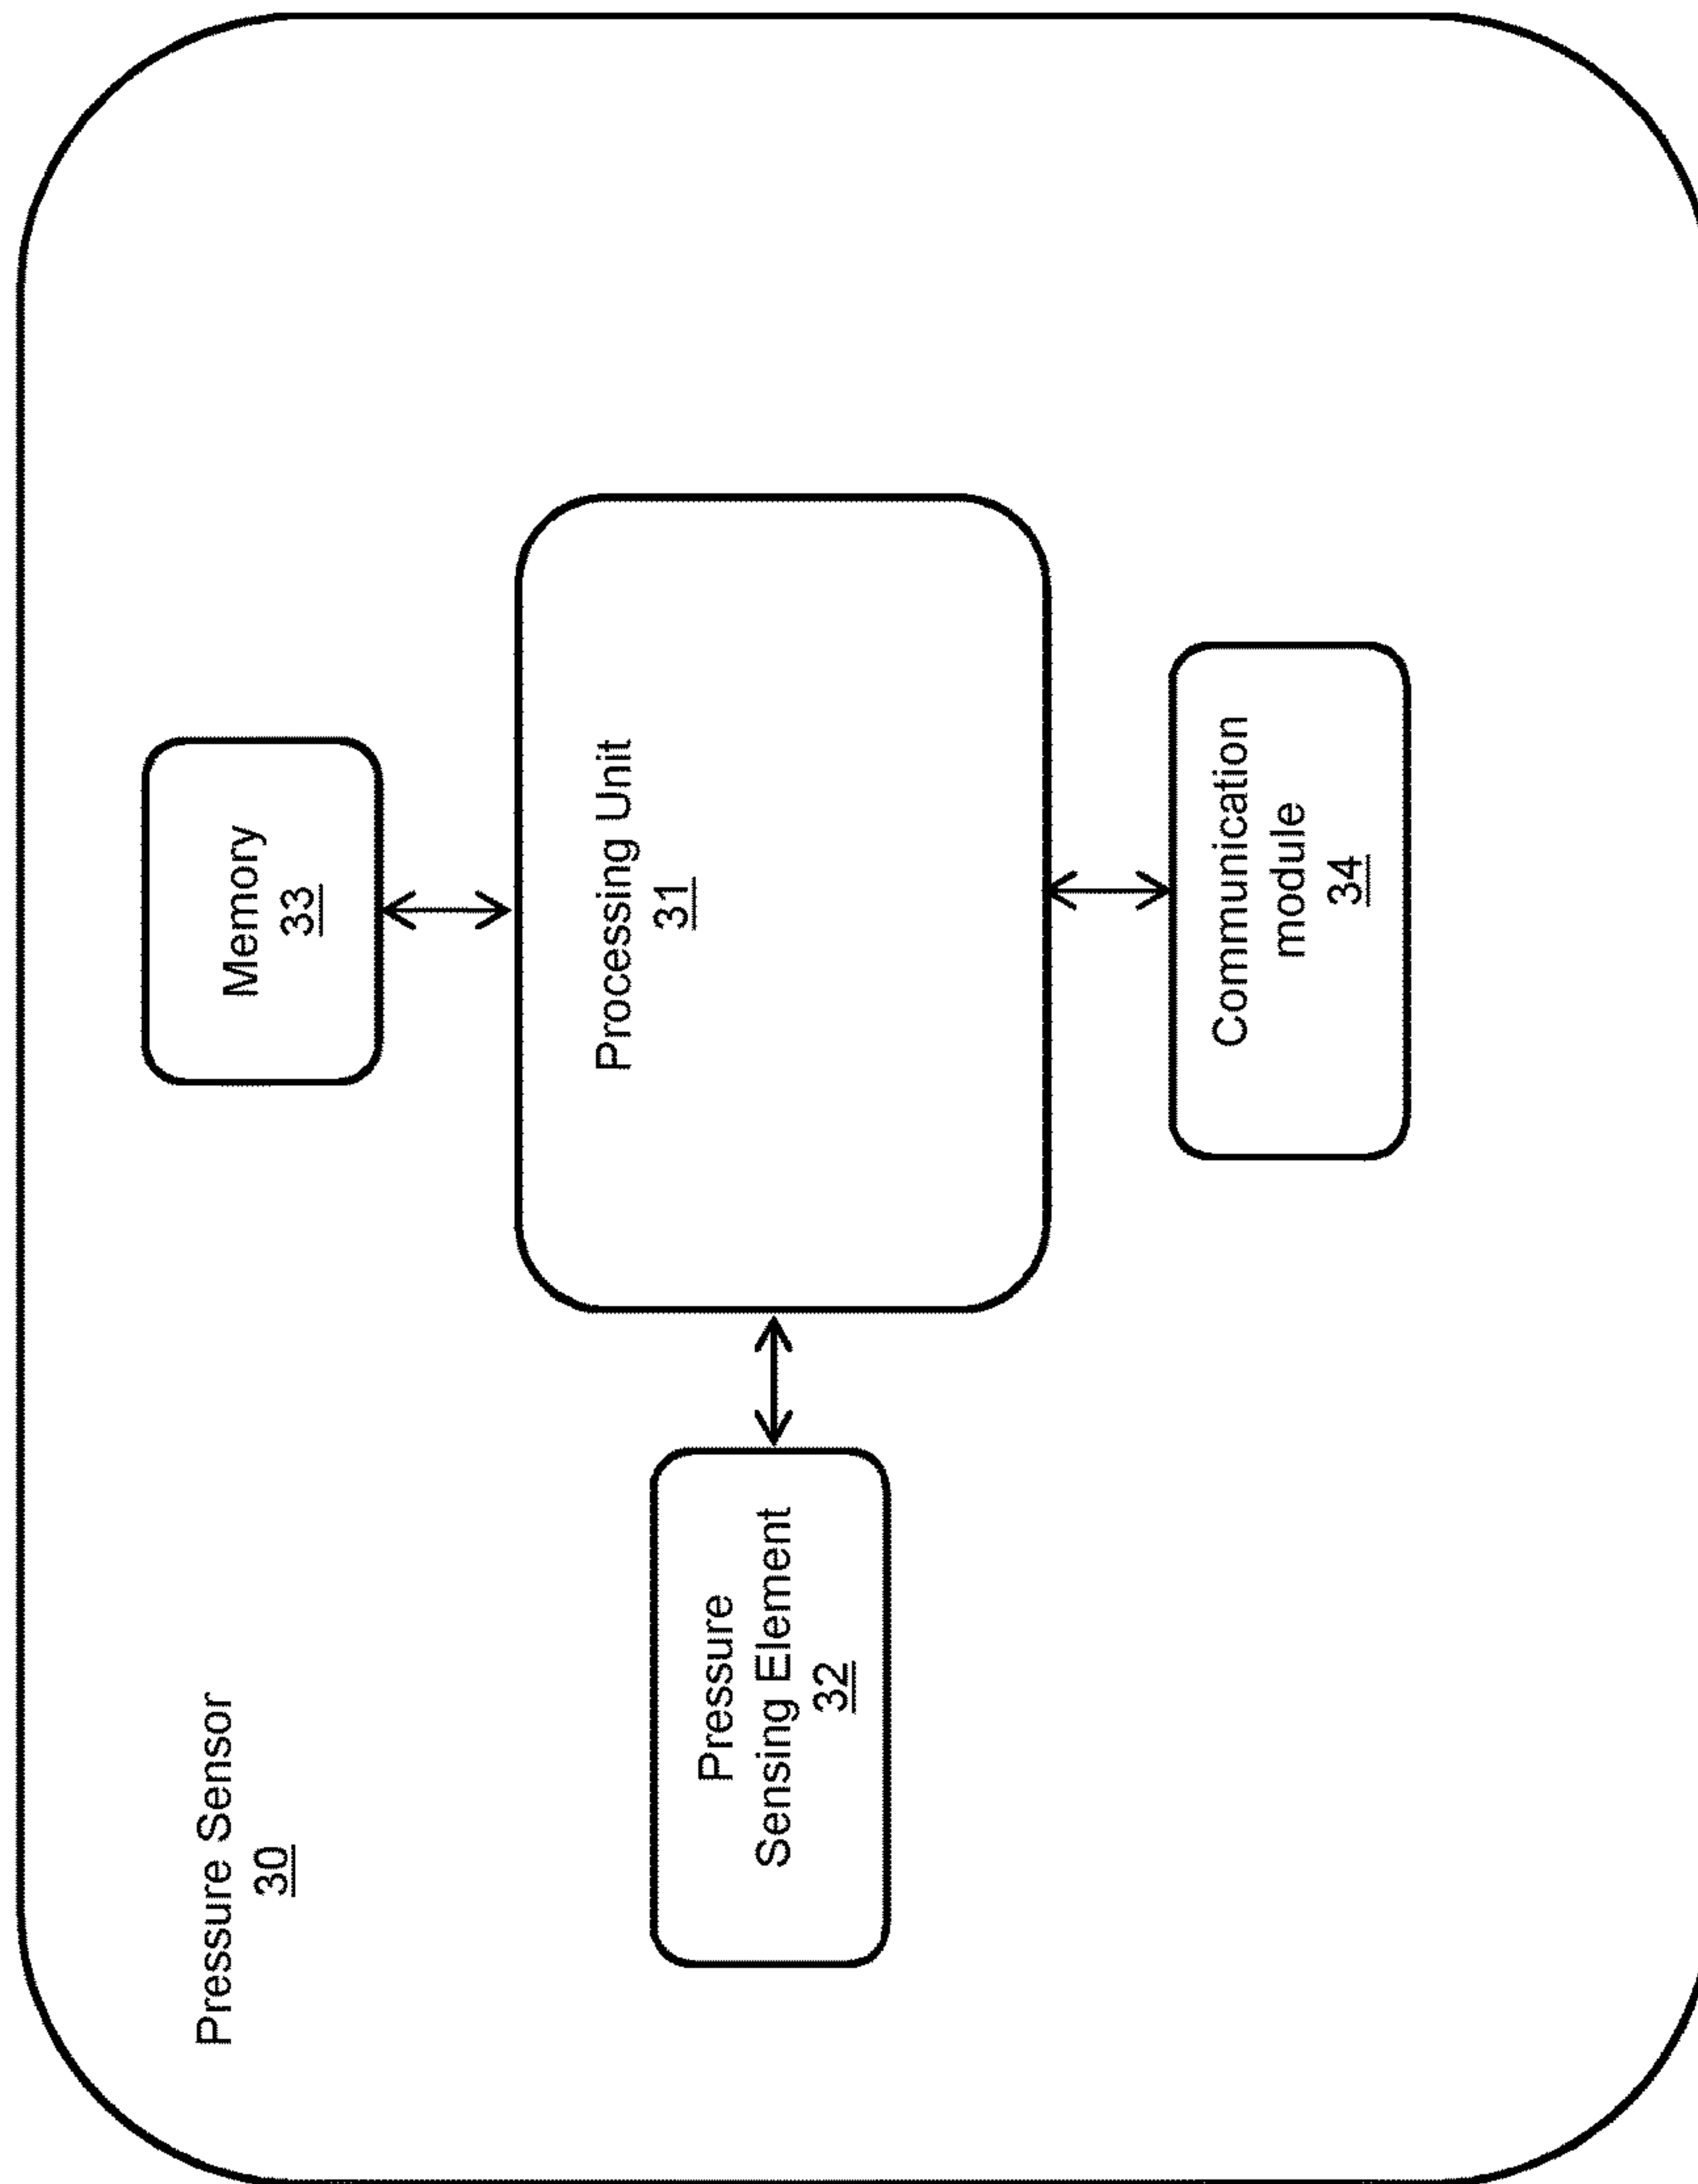 Pressure Sensor
30
Memory
33
Processing Unit
31
Pressure
Sensing Element
32
Communication
module
34